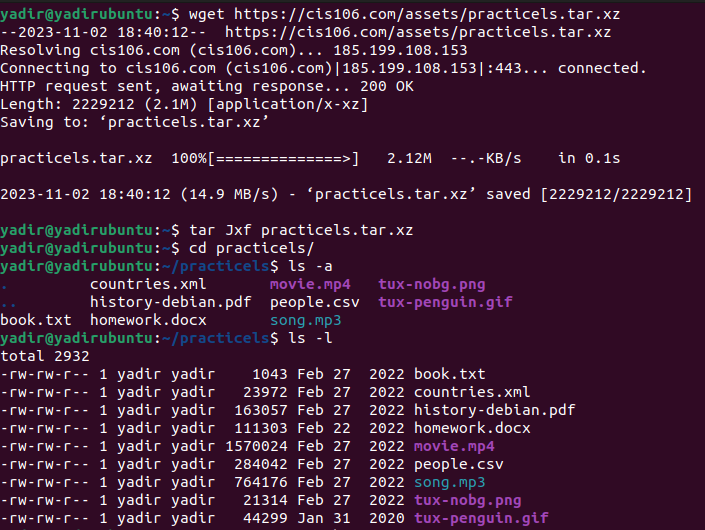 yadir@yadirubuntu:~$ wget https://cis106.com/assets/practicels.tar.xz
--2023-11-02 18:40:12--  https://cis106.com/assets/practicels.tar.xz
Resolving cis106.com (cis106.com)... 185.199.108.153
Connecting to cis106.com (cis106.com)|185.199.108.153|:443... connected.
HTTP request sent, awaiting response... 200 OK
Length: 2229212 (2.1M) [application/x-xz]
Saving to: ‘practicels.tar.xz’
practicels.tar.xz  100%[==============>]   2.12M  --.-KB/s    in 0.1s
2023-11-02 18:40:12 (14.9 MB/s) - ‘practicels.tar.xz’ saved [2229212/2229212]
yadir@yadirubuntu:~$ tar Jxf practicels.tar.xz
yadir@yadirubuntu:~$ cd practicels/
yadir@yadirubuntu:~/practicels$ ls -a
.         countries.xml       movie.mp4   tux-nobg.png
..        history-debian.pdf  people.csv  tux-penguin.gif
book.txt  homework.docx       song.mp3
yadir@yadirubuntu:~/practicels$ ls -l
total 2932
-rw-rw-r-- 1 yadir yadir    1043 Feb 27  2022 book.txt
-rw-rw-r-- 1 yadir yadir   23972 Feb 27  2022 countries.xml
-rw-rw-r-- 1 yadir yadir  163057 Feb 27  2022 history-debian.pdf
-rw-rw-r-- 1 yadir yadir  111303 Feb 22  2022 homework.docx
-rw-rw-r-- 1 yadir yadir 1570024 Feb 27  2022 movie.mp4
-rw-rw-r-- 1 yadir yadir  284042 Feb 27  2022 people.csv
-rw-rw-r-- 1 yadir yadir  764176 Feb 27  2022 song.mp3
-rw-rw-r-- 1 yadir yadir   21314 Feb 27  2022 tux-nobg.png
-rw-rw-r-- 1 yadir yadir   44299 Jan 31  2020 tux-penguin.gif